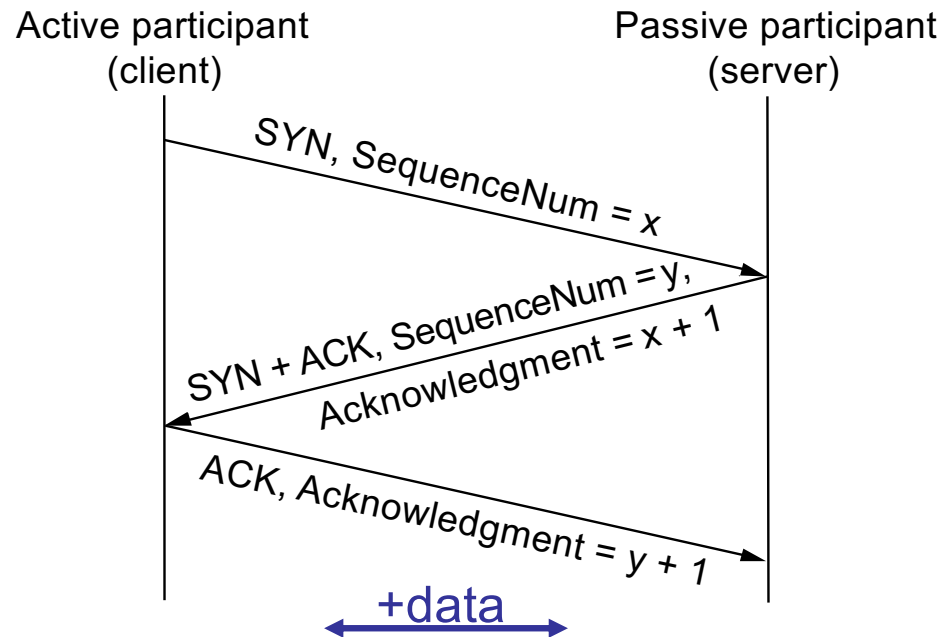 Active participant
(client)
Passive participant
(server)
SYN, SequenceNum = x
SYN + ACK, SequenceNum = y,
Acknowledgment = x + 1
ACK, Acknowledgment = y + 1
+data